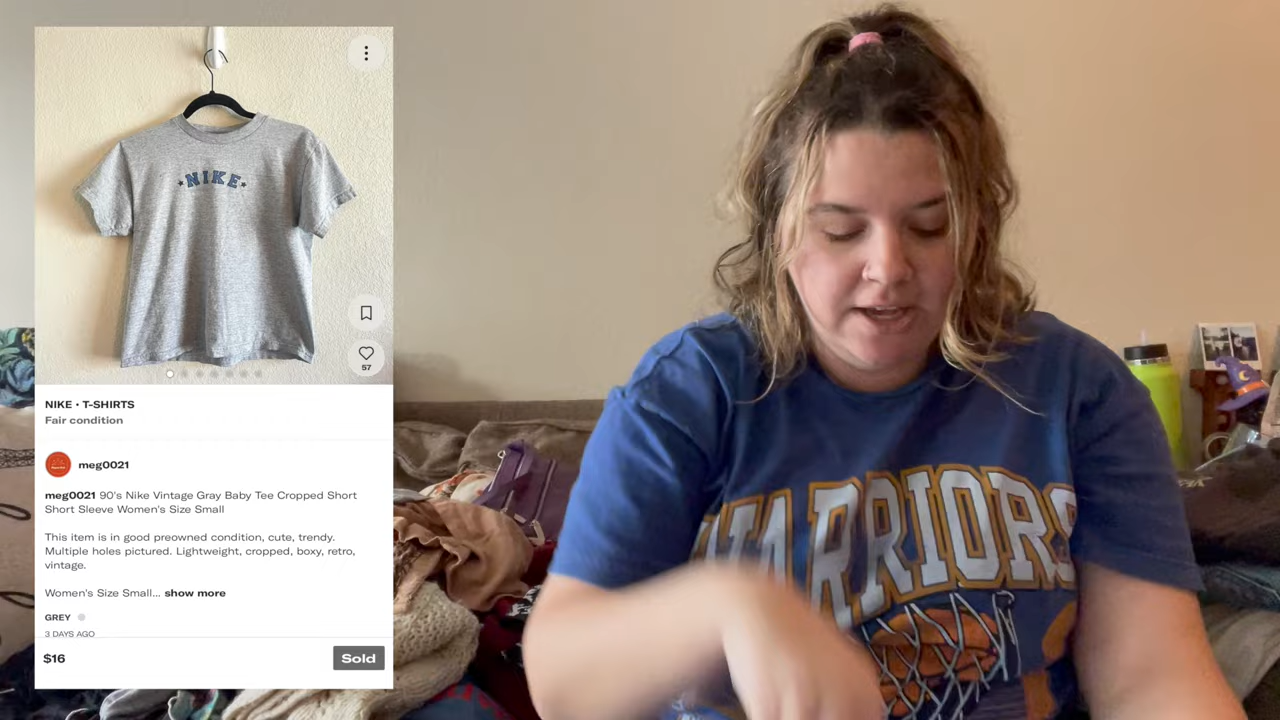 NIKE
57
NIKE • T-SHIRTS
Fair condition
meg0021
meg0021 90's Nike Vintage Gray Baby Tee Cropped Short
Short Sleeve Women's Size Small
This item is in good preowned condition, cute, trendy.
Multiple holes pictured. Lightweight, cropped, boxy, retro,
vintage.
Women's Size Small... show more
GREY
3 DAYS AGO
$16
Sold
WARRIORS